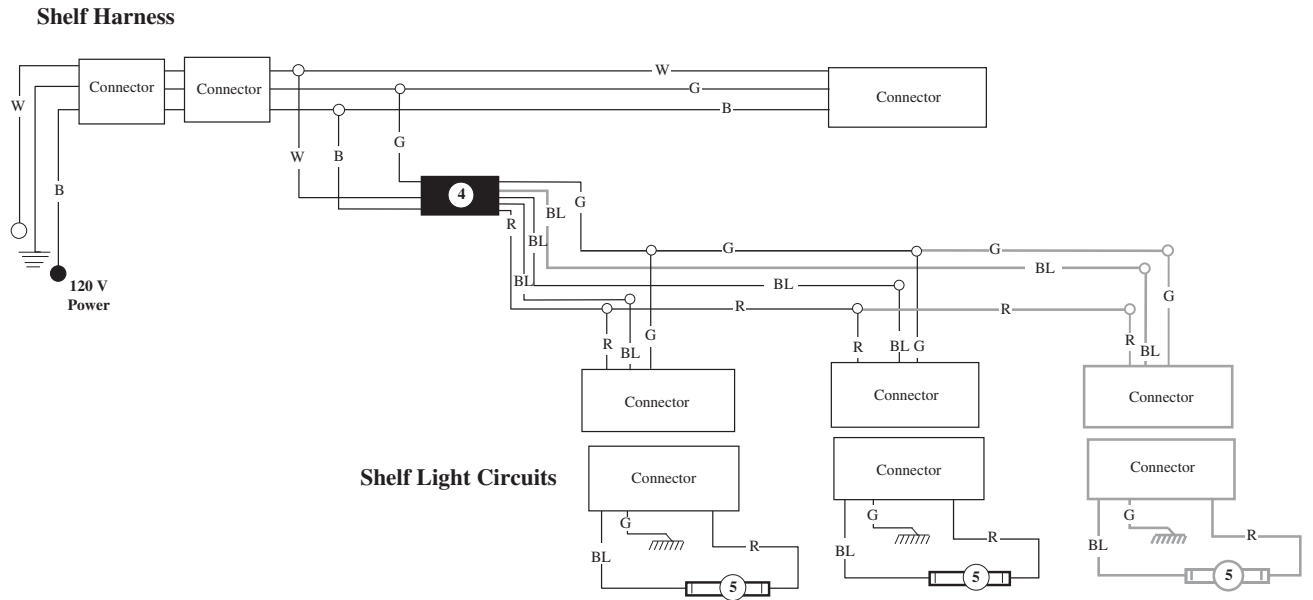 Shelf Harness
Connector
Connector
Connector
W
G
B
W
B
W
B
G
120 V
Power
4
G
BL
BL
BL
R
G
G
BL
BL
R
R
R
BL
G
R
BL
G
R
BL
G
Connector
Connector
Connector
Shelf Light Circuits
Connector
Connector
Connector
G
BL
R
5
G
BL
R
5
G
BL
R
5